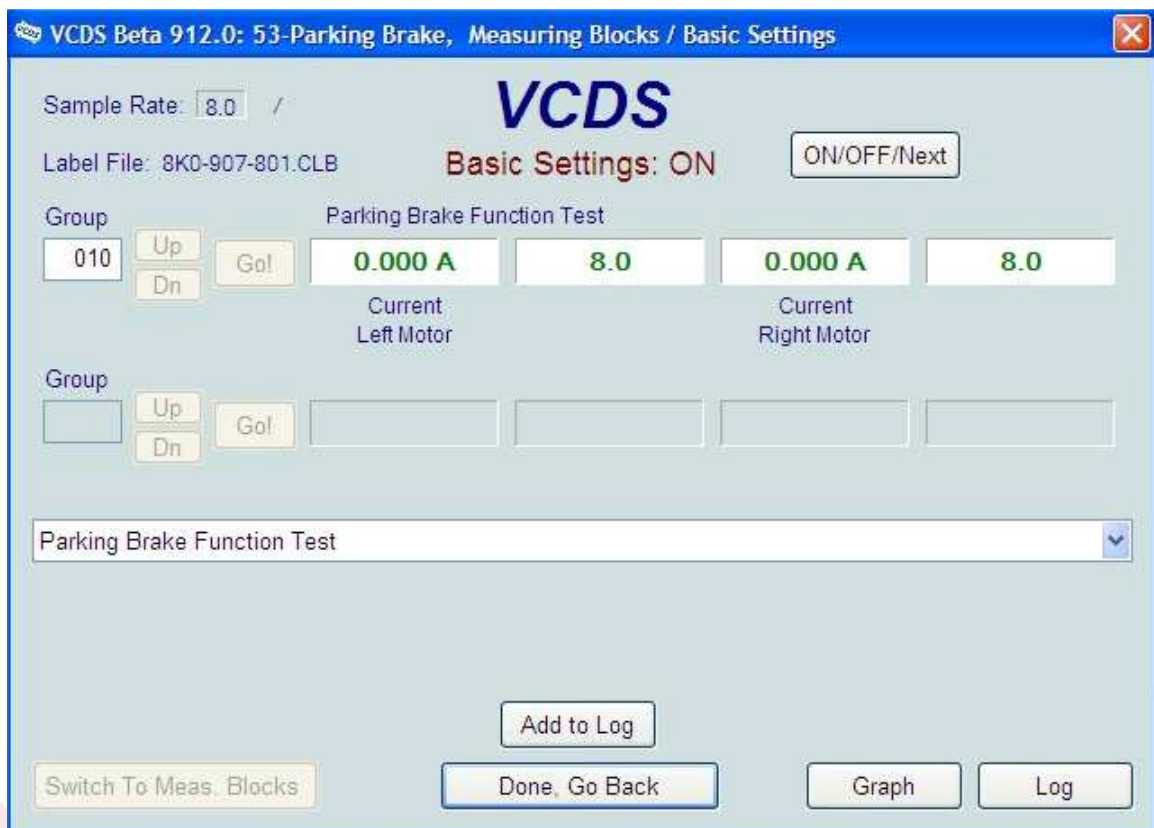 VCDS Beta 912.0: 53-Parking Brake, Measuring Blocks / Basic Settings
Sample Rate: 8.0 /
VCDS
Label File: 8K0-907-801.CLB
Basic Settings: ON
ON/OFF/Next
Group
Parking Brake Function Test
010
Up
Dn
Go!
0.000 A
8.0
0.000 A
8.0
Current
Left Motor
Current
Right Motor
Group
Up
Dn
Go!
Parking Brake Function Test
Add to Log
Switch To Meas. Blocks
Done, Go Back
Graph
Log